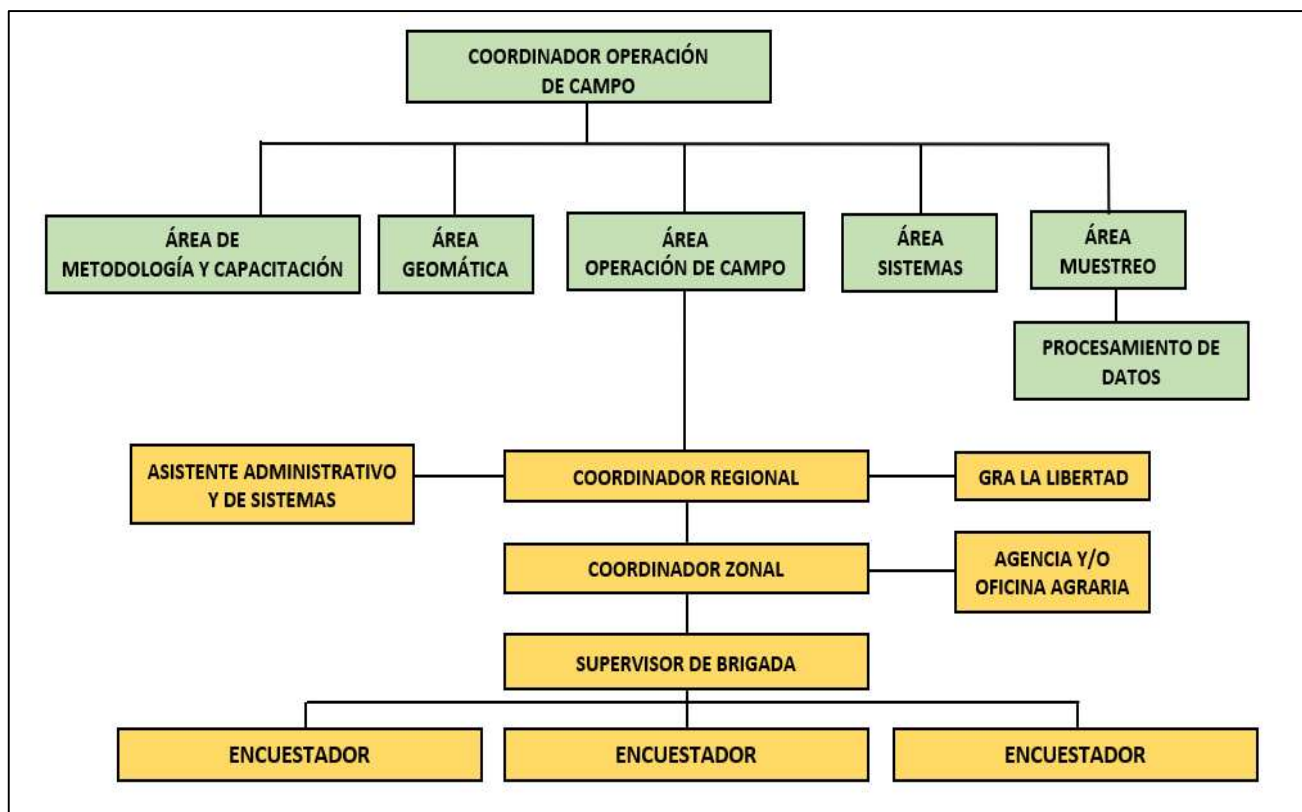 COORDINADOR OPERACIÓN
DE CAMPO
ÁREA DE
METODOLOGÍA Y CAPACITACIÓN
ÁREA
GEOMÁTICA
ÁREA
OPERACIÓN DE CAMPO
ÁREA
SISTEMAS
ÁREA
MUESTREO
PROCESAMIENTO DE
DATOS
ASISTENTE ADMINISTRATIVO
Y DE SISTEMAS
COORDINADOR REGIONAL
GRA LA LIBERTAD
COORDINADOR ZONAL
AGENCIA Y/O
OFICINA AGRARIA
SUPERVISOR DE BRIGADA
ENCUESTADOR
ENCUESTADOR
ENCUESTADOR